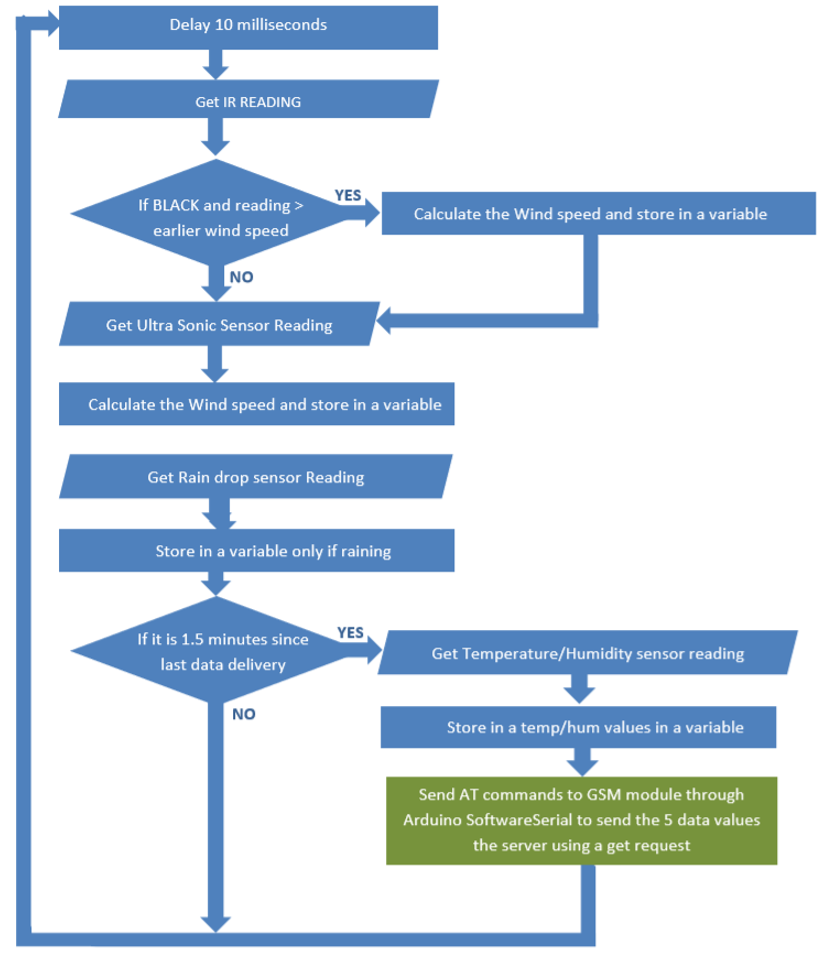 Delay 10 milliseconds
Get IR READING
If BLACK and reading >
earlier wind speed
YES
Calculate the Wind speed and store in a variable
NO
Get Ultra Sonic Sensor Reading
Calculate the Wind speed and store in a variable
Get Rain drop sensor Reading
Store in a variable only if raining
If it is 1.5 minutes since
last data delivery
YES
Get Temperature/Humidity sensor reading
NO
Store in a temp/hum values in a variable
Send AT commands to GSM module through
Arduino SoftwareSerial to send the 5 data values
the server using a get request